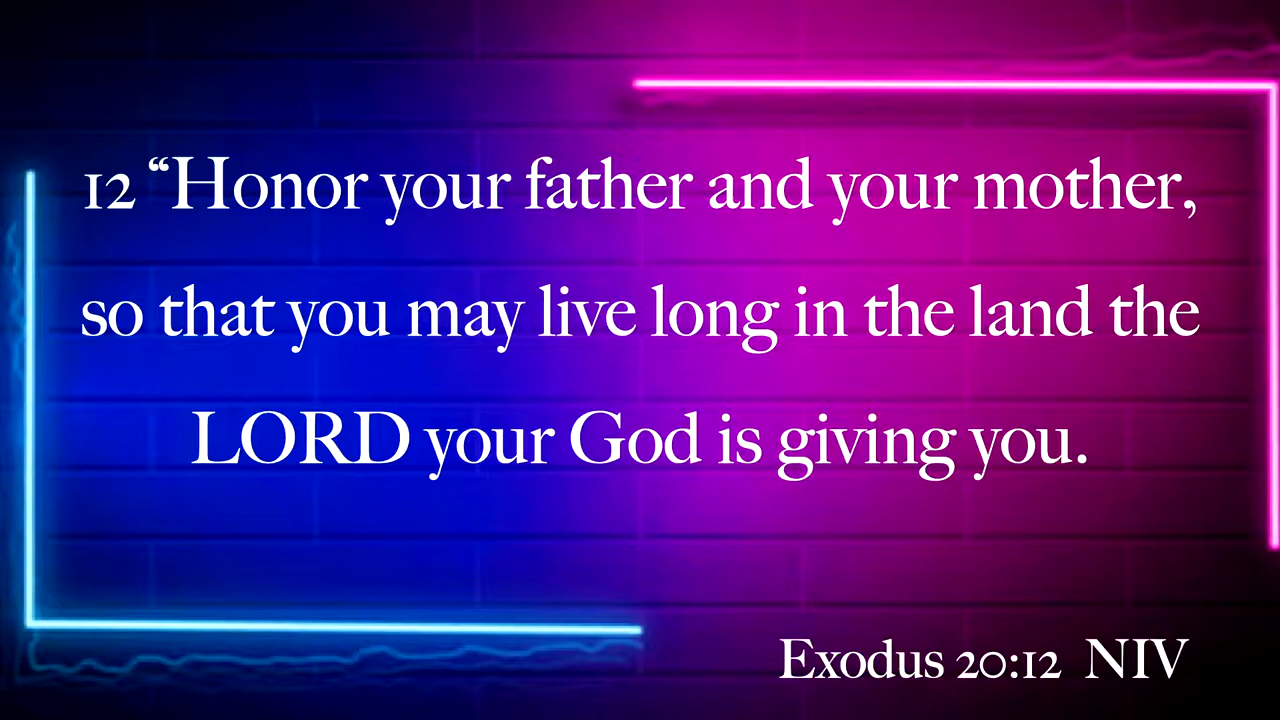 12 “Honor your father and your mother,
so that you may live long in the land the
LORD your God is giving you.
Exodus 20:12 NIV